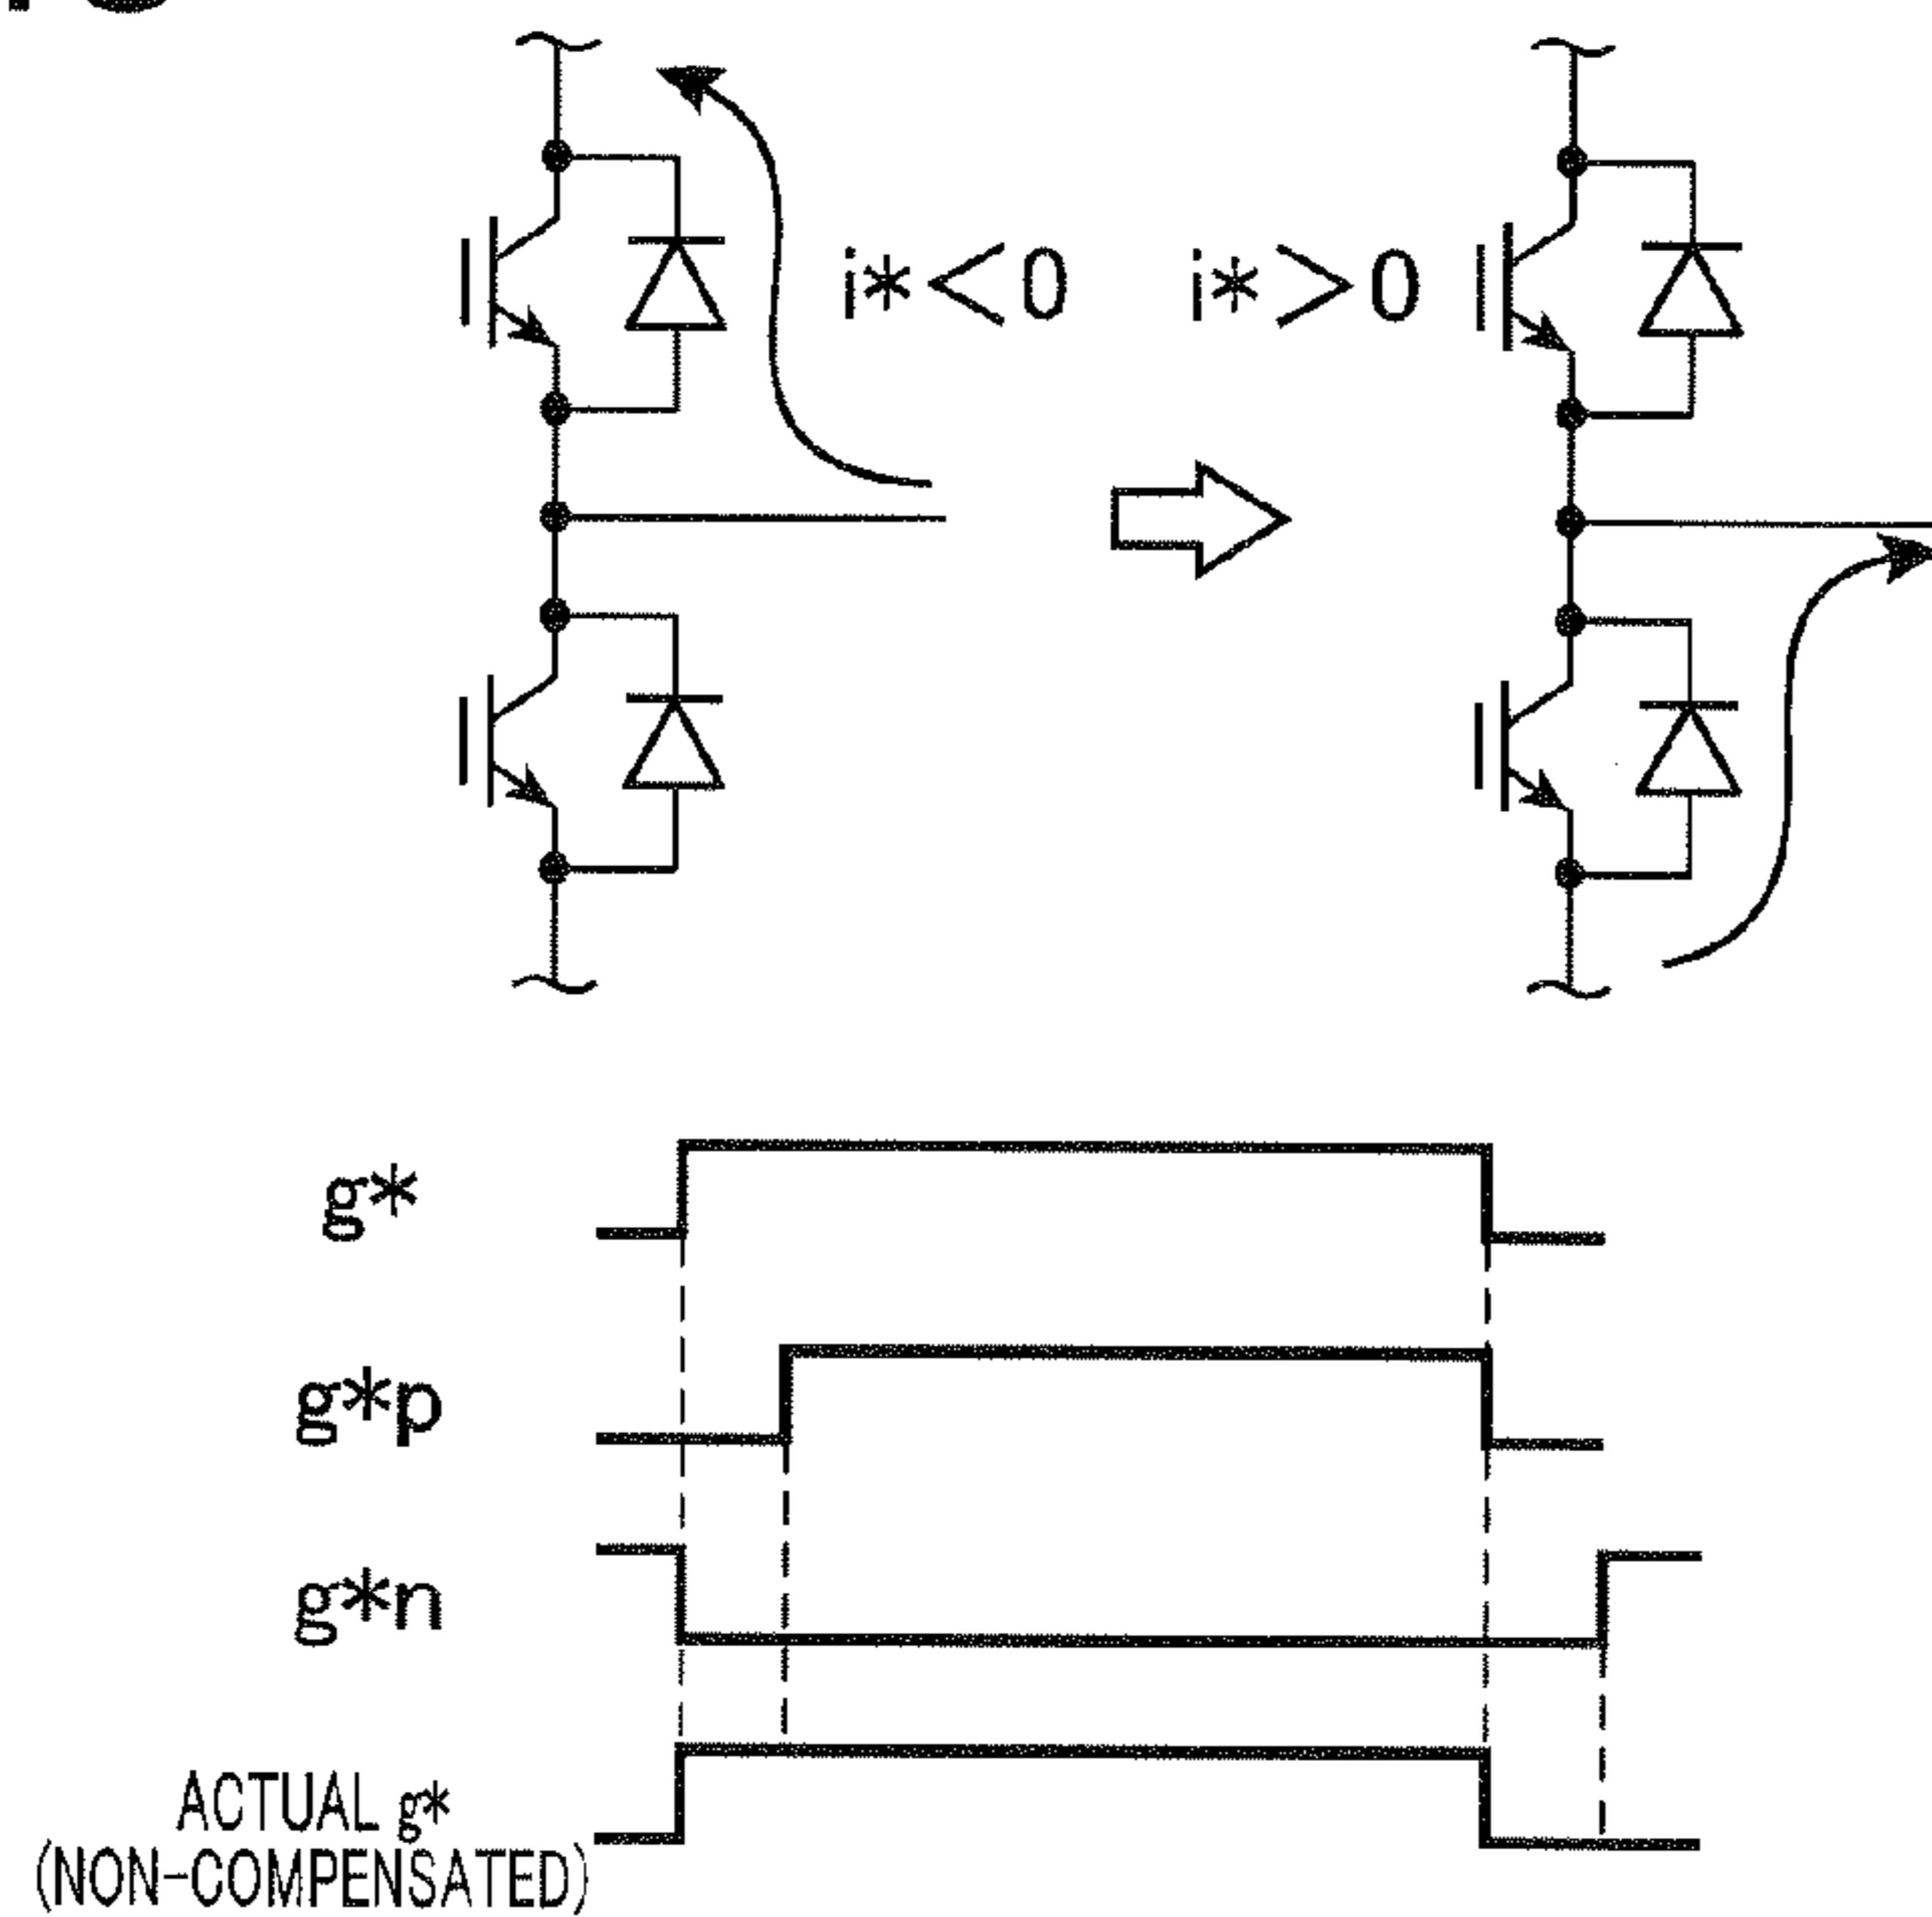 i*<0
i*>0
g*
g*p
g*n
ACTUAL g*
(NON-COMPENSATED)